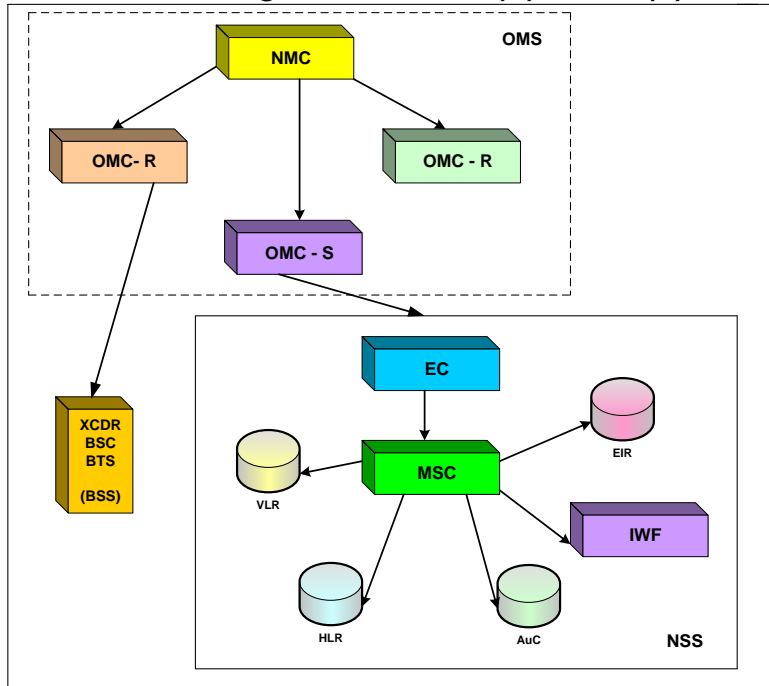 OMS
NMC
OMC- R
OMC - R
OMC - S
EC
XCDR
BSC
BTS
(BSS)
EIR
VLR
MSC
IWF
HLR
AuC
NSS